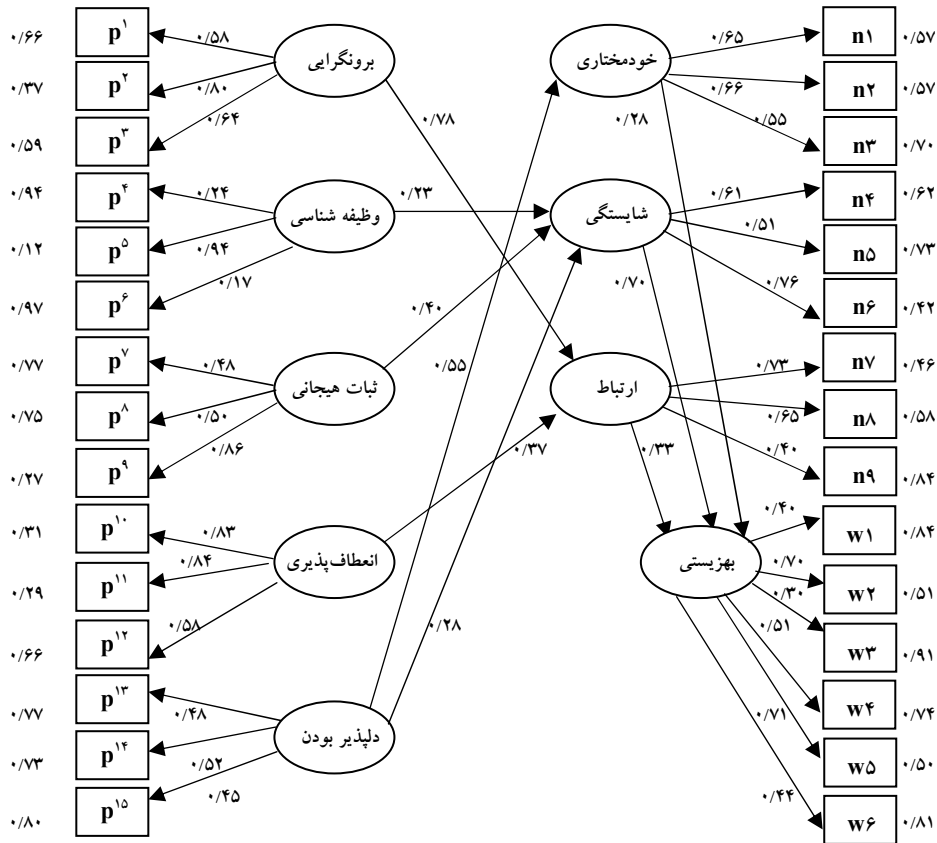 ۰/۶۶ p۱ ۰/۵۸ برونگرایی خودمختاری ۰/۶۵ n۱ ۰/۵۷
۰/۳۷ p۲ ۰/۸۰ ۰/۶۶ n۲ ۰/۵۷
۰/۵۹ p۳ ۰/۶۴ ۰/۷۸ ۰/۲۸ ۰/۵۵ n۳ ۰/۷۰
۰/۹۴ p۴ ۰/۲۴ وظیفه شناسی ۰/۲۳ شایستگی ۰/۶۱ n۴ ۰/۶۲
۰/۱۲ p۵ ۰/۹۴ ۰/۵۱ n۵ ۰/۷۳
۰/۹۷ p۶ ۰/۱۷ ۰/۴۰ ۰/۷۰ ۰/۷۶ n۶ ۰/۴۲
۰/۷۷ p۷ ۰/۴۸ ثبات هیجانی ۰/۵۵ ارتباط ۰/۷۳ n۷ ۰/۴۶
۰/۷۵ p۸ ۰/۵۰ ۰/۶۵ n۸ ۰/۵۸
۰/۲۷ p۹ ۰/۸۶ ۰/۳۷ ۰/۳۳ ۰/۴۰ n۹ ۰/۸۴
۰/۳۱ p۱۰ ۰/۸۳ انعطاف‌پذیری بهزیستی ۰/۴۰ w۱ ۰/۸۴
۰/۲۹ p۱۱ ۰/۸۴ ۰/۷۰ w۲ ۰/۵۱
۰/۶۶ p۱۲ ۰/۵۸ ۰/۲۸ ۰/۳۰ ۰/۵۱ w۳ ۰/۹۱
۰/۷۷ p۱۳ ۰/۴۸ دلپذیر بودن ۰/۷۱ w۴ ۰/۷۴
۰/۷۳ p۱۴ ۰/۵۲ w۵ ۰/۵۰
۰/۸۰ p۱۵ ۰/۴۵ ۰/۴۴ w۶ ۰/۸۱